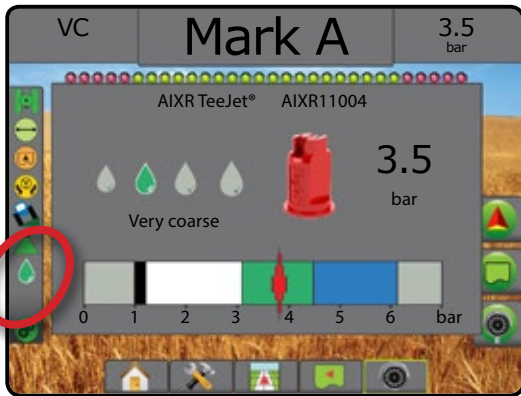 VC
Mark A
3.5
bar
AIXR TeeJet® AIXR11004
3.5
bar
Very coarse
0 1 2 3 4 5 6 bar